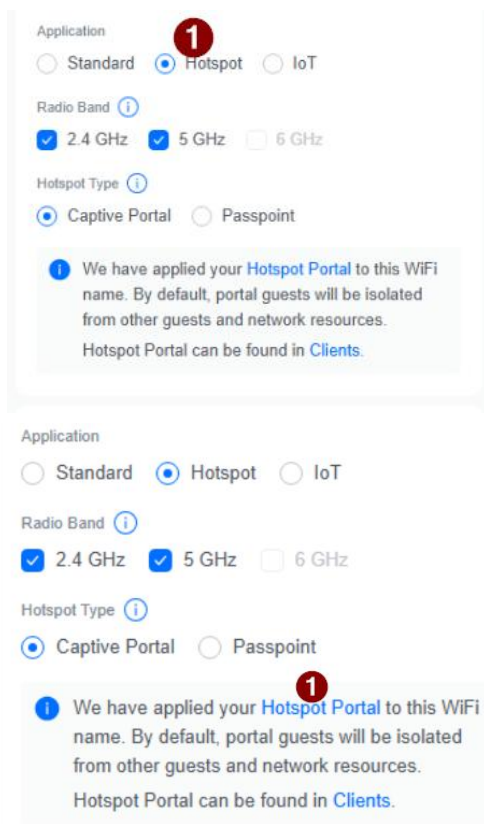 Application
1
Standard Hotspot IoT
Radio Band i
2.4 GHz 5 GHz 6 GHz
Hotspot Type i
Captive Portal Passpoint
i We have applied your Hotspot Portal to this WiFi
name. By default, portal guests will be isolated
from other guests and network resources.
Hotspot Portal can be found in Clients.
Application
Standard Hotspot IoT
Radio Band i
2.4 GHz 5 GHz 6 GHz
Hotspot Type i
Captive Portal Passpoint
1
i We have applied your Hotspot Portal to this WiFi
name. By default, portal guests will be isolated
from other guests and network resources.
Hotspot Portal can be found in Clients.